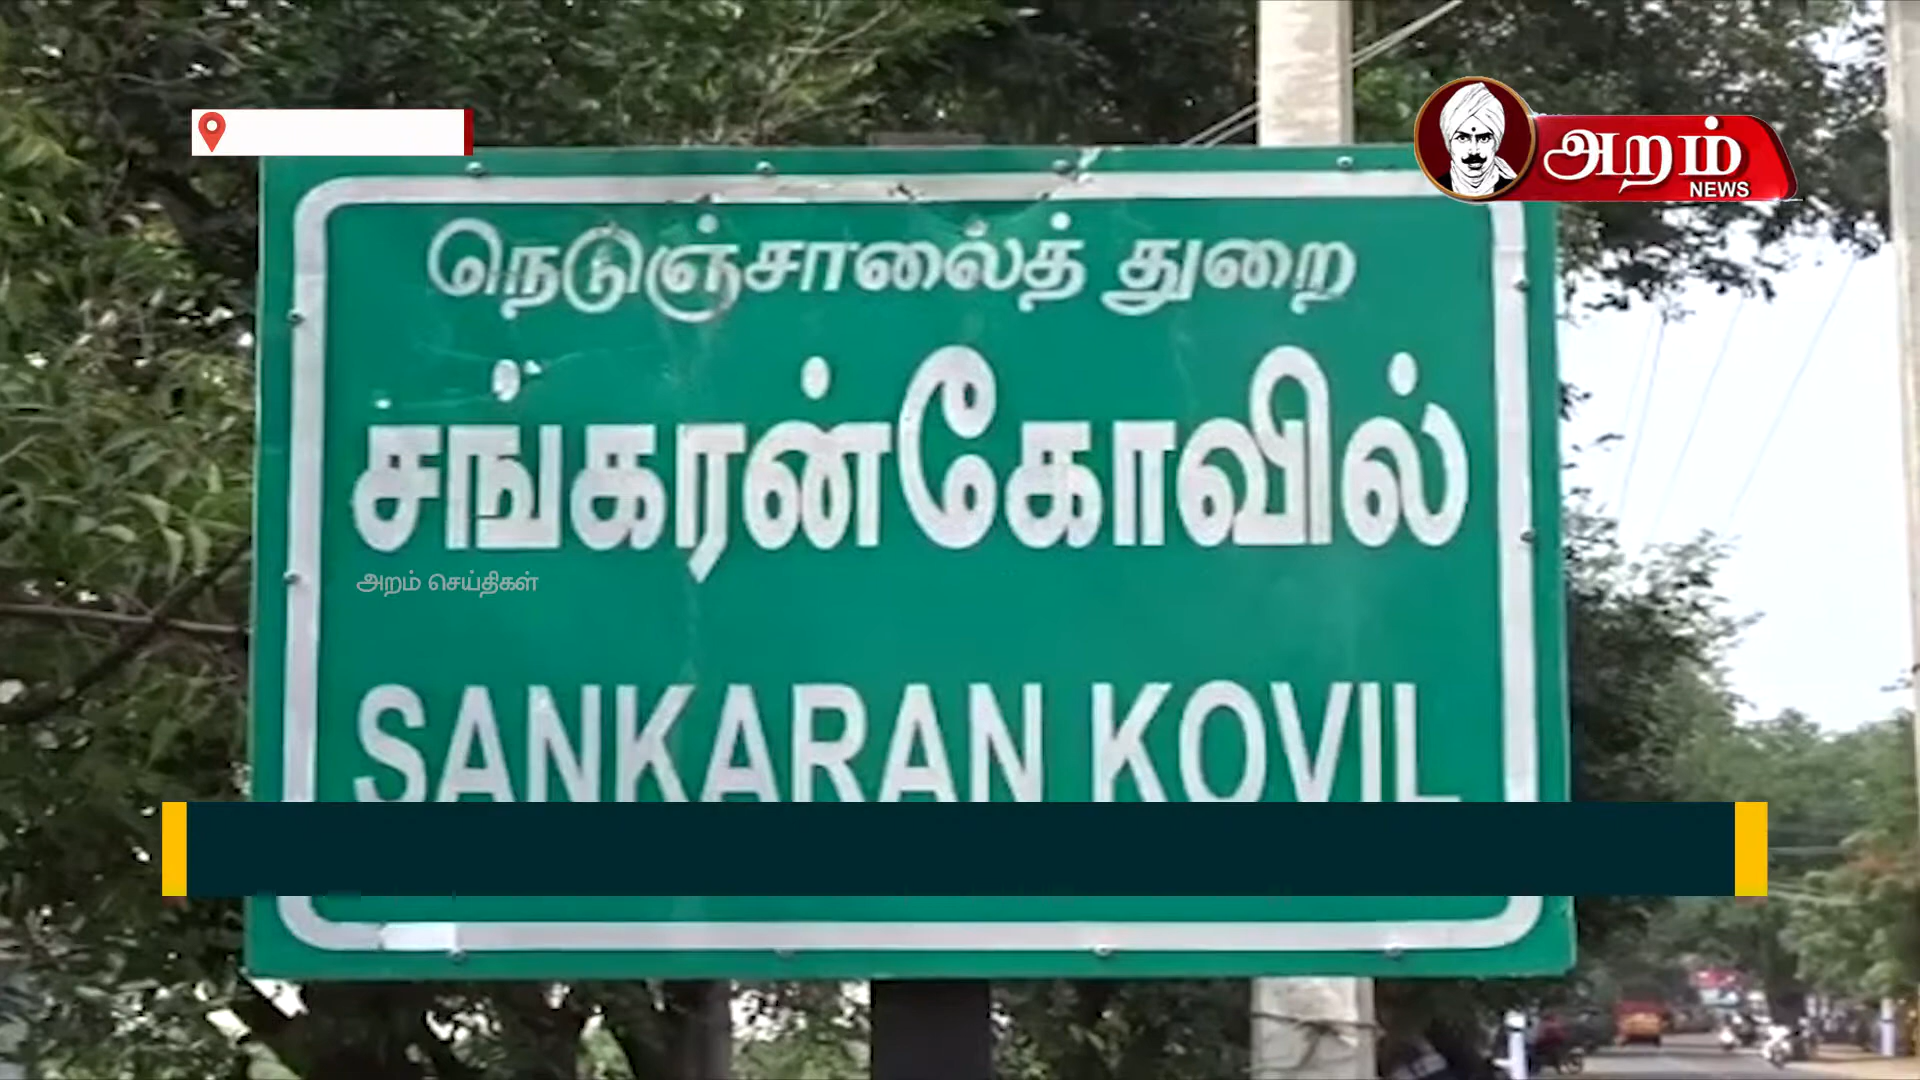 அறம்
NEWS
நெடுஞ்சாலைத் துறை
சங்கரன்கோவில்
அறம் செய்திகள்
SANKARAN KOVIL